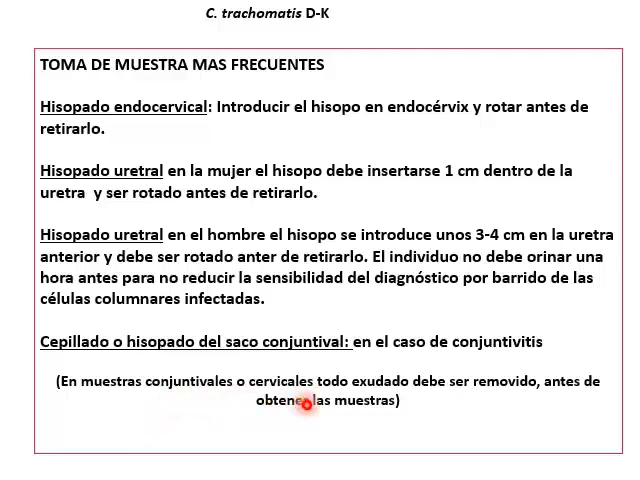 C. trachomatis D-K
TOMA DE MUESTRA MAS FRECUENTES
Hisopado endocervical: Introducir el hisopo en endocérvix y rotar antes de
retirarlo.
Hisopado uretral en la mujer el hisopo debe insertarse 1 cm dentro de la
uretra y ser rotado antes de retirarlo.
Hisopado uretral en el hombre el hisopo se introduce unos 3-4 cm en la uretra
anterior y debe ser rotado anter de retirarlo. El individuo no debe orinar una
hora antes para no reducir la sensibilidad del diagnóstico por barrido de las
células columnares infectadas.
Cepillado o hisopado del saco conjuntival: en el caso de conjuntivitis
(En muestras conjuntivales o cervicales todo exudado debe ser removido, antes de
obtener las muestras)